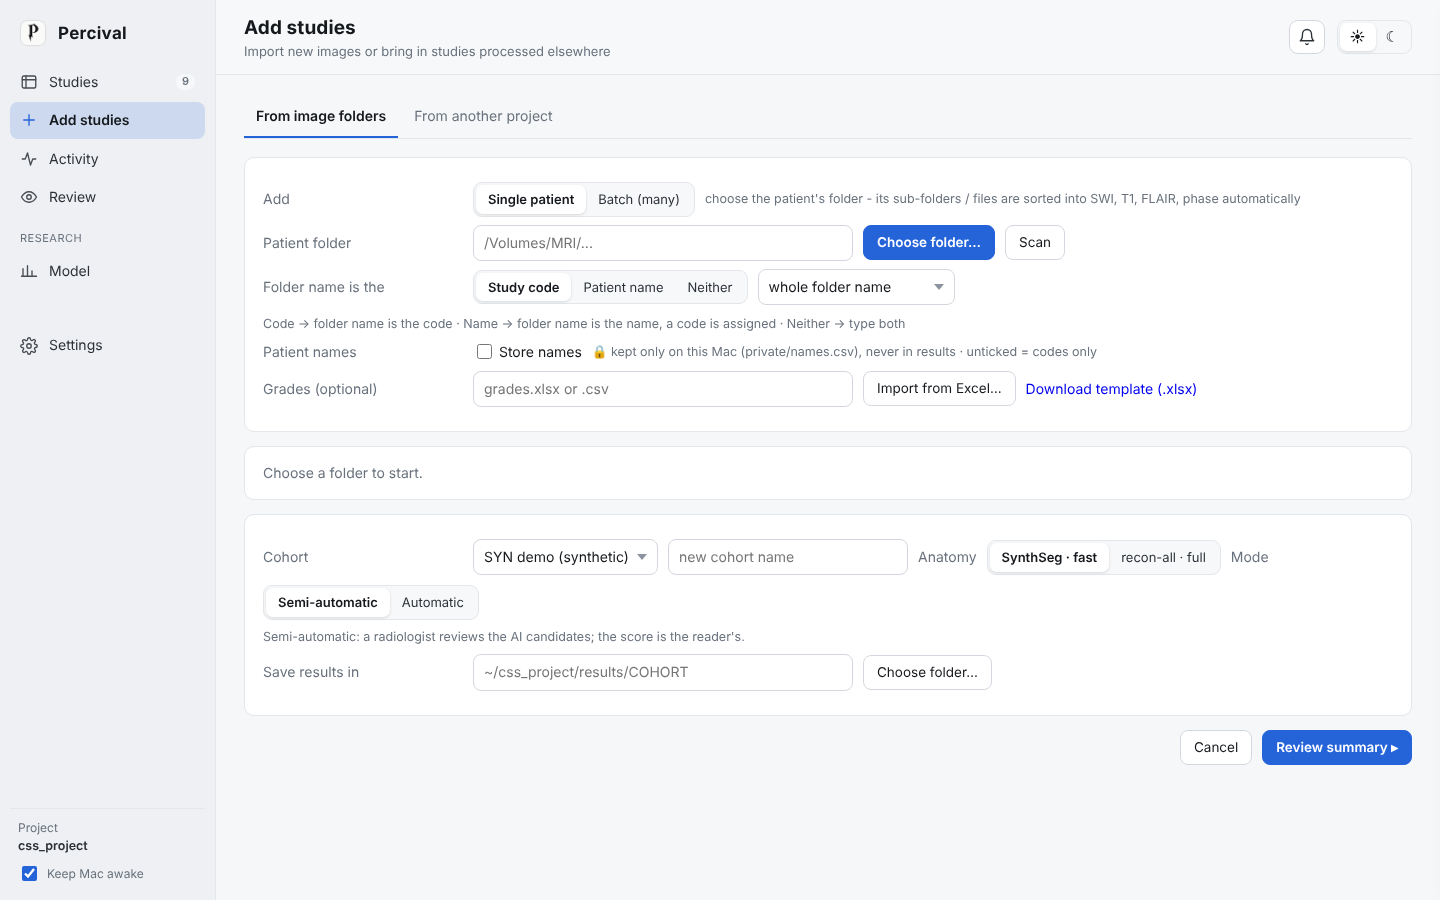 Percival
Studies 9
Add studies
Activity
Review
RESEARCH
Model
Settings
Project
css_project
Keep Mac awake
Add studies
Import new images or bring in studies processed elsewhere
From image folders From another project
Add Single patient Batch (many) choose the patient's folder - its sub-folders / files are sorted into SWI, T1, FLAIR, phase automatically
Patient folder /Volumes/MRI/... Choose folder... Scan
Folder name is the Study code Patient name Neither whole folder name
Code → folder name is the code · Name → folder name is the name, a code is assigned · Neither → type both
Patient names Store names 🔒 kept only on this Mac (private/names.csv), never in results · unticked = codes only
Grades (optional) grades.xlsx or .csv Import from Excel... Download template (.xlsx)
Choose a folder to start.
Cohort SYN demo (synthetic) new cohort name Anatomy SynthSeg · fast recon-all · full Mode
Semi-automatic Automatic
Semi-automatic: a radiologist reviews the AI candidates; the score is the reader's.
Save results in ~/css_project/results/COHORT Choose folder...
Cancel Review summary ▸